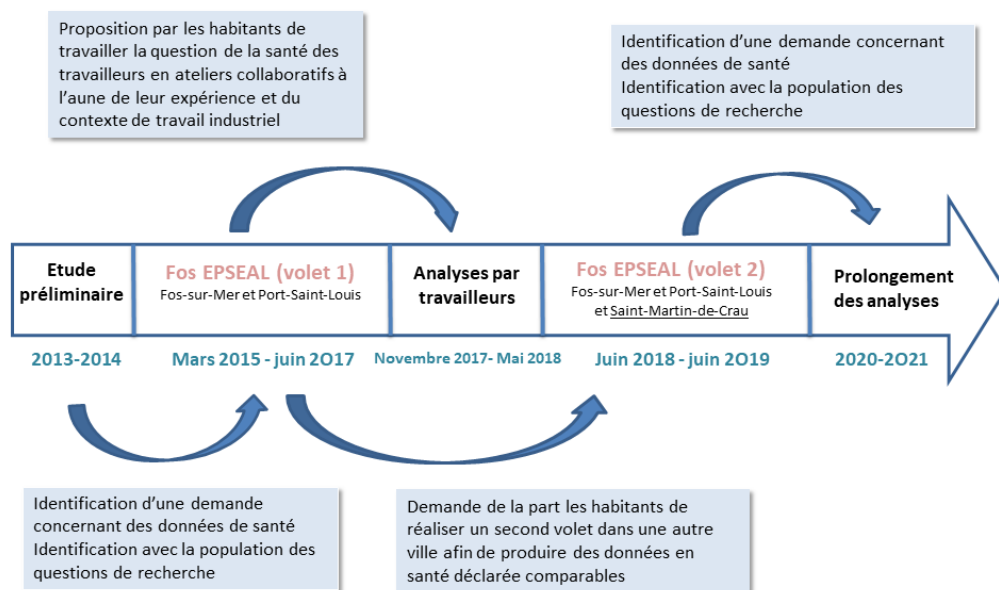 Proposition par les habitants de
travailler la question de la santé des
travailleurs en ateliers collaboratifs à
l'aune de leur expérience et du
contexte de travail industriel
Identification d'une demande concernant
des données de santé
Identification avec la population des
questions de recherche
Etude
préliminaire
Fos EPSEAL (volet 1)
Fos-sur-Mer et Port-Saint-Louis
Analyses par
travailleurs
Fos EPSEAL (volet 2)
Fos-sur-Mer et Port-Saint-Louis
et Saint-Martin-de-Crau
Prolongement
des analyses
2013-2014
Mars 2015 - juin 2O17
Novembre 2017- Mai 2018
Juin 2018 - juin 2O19
2020-2O21
Identification d'une demande
concernant des données de santé
Identification avec la population des
questions de recherche
Demande de la part les habitants de
réaliser un second volet dans une autre
ville afin de produire des données en
santé déclarée comparables